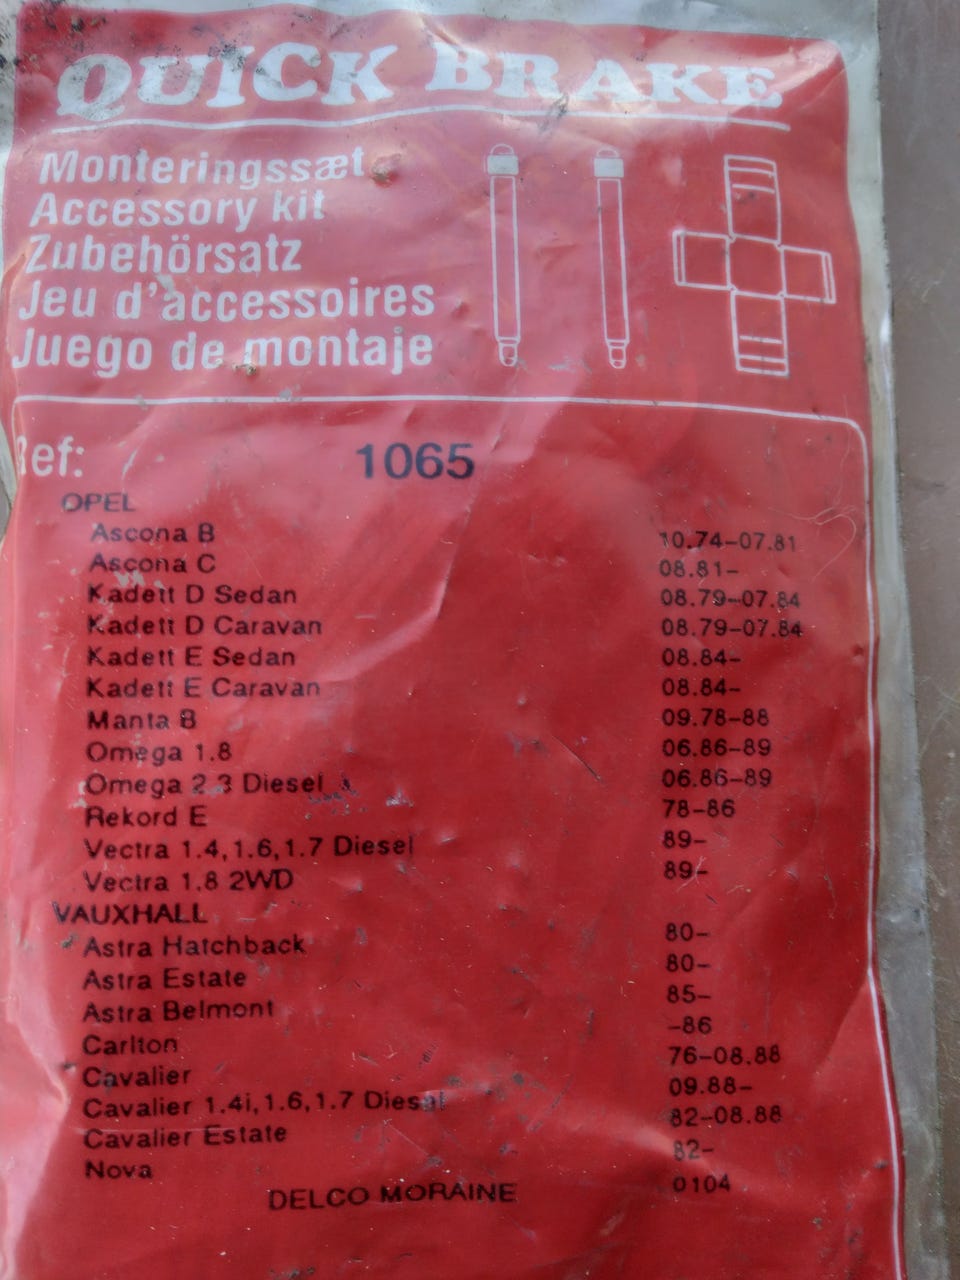 QUICK BRAKE
Monteringssæt
Accessory kit
Zubehörsatz
Jeu d'accessoires
Juego de montaje
Ref: 1065
OPEL
Ascona B 10.74-07.81
Ascona C 08.81-
Kadett D Sedan 08.79-07.84
Kadett D Caravan 08.79-07.84
Kadett E Sedan 08.84-
Kadett E Caravan 08.84-
Manta B 09.78-88
Omega 1.8 06.86-89
Omega 2.3 Diesel 06.86-89
Rekord E 78-86
Vectra 1.4,1.6,1.7 Diesel 89-
Vectra 1.8 2WD 89-
VAUXHALL
Astra Hatchback 80-
Astra Estate 80-
Astra Belmont 85-
Carlton -86
Cavalier 76-08.88
Cavalier 1.4i,1.6,1.7 Diesel 09.88-
Cavalier Estate 82-08.88
Nova 82-
DELCO MORAINE 0104